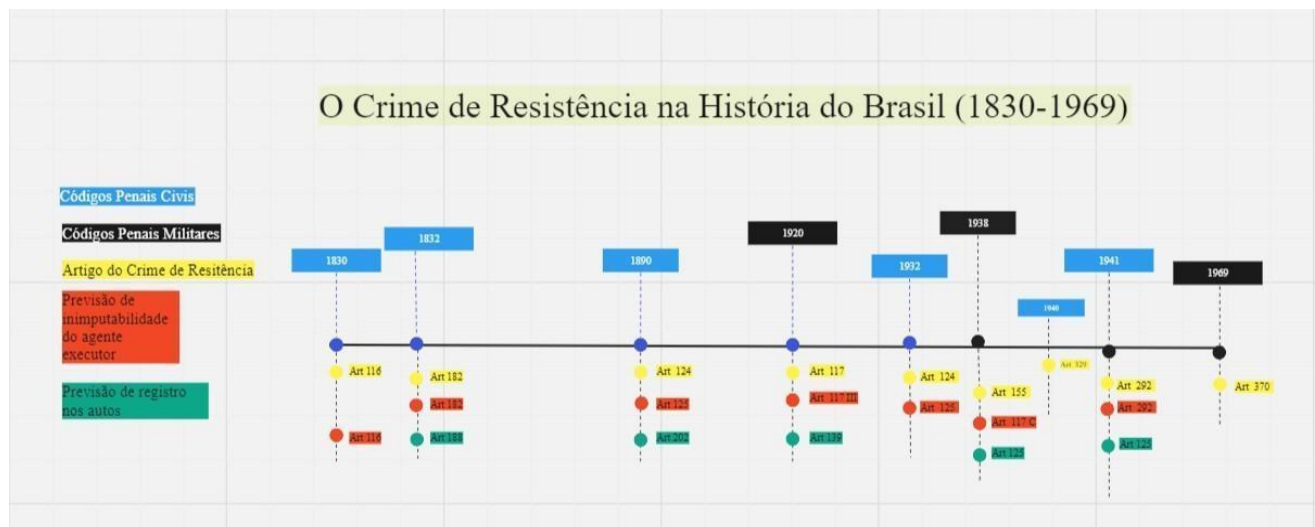 O Crime de Resistência na História do Brasil (1830-1969)
Códigos Penais Civis
Códigos Penais Militares
Artigo do Crime de Resitência
Previsão de
inimputabilidade
do agente
executor
Previsão de registro
nos autos
1830
1832
1890
1920
1932
1938
1940
1941
1969
Art 116
Art 116
Art 182
Art 182
Art 188
Art 124
Art 125
Art 202
Art 117
Art 117 III
Art 139
Art 124
Art 125
Art 155
Art 117 C
Art 125
Art 329
Art 292
Art 292
Art 125
Art 370